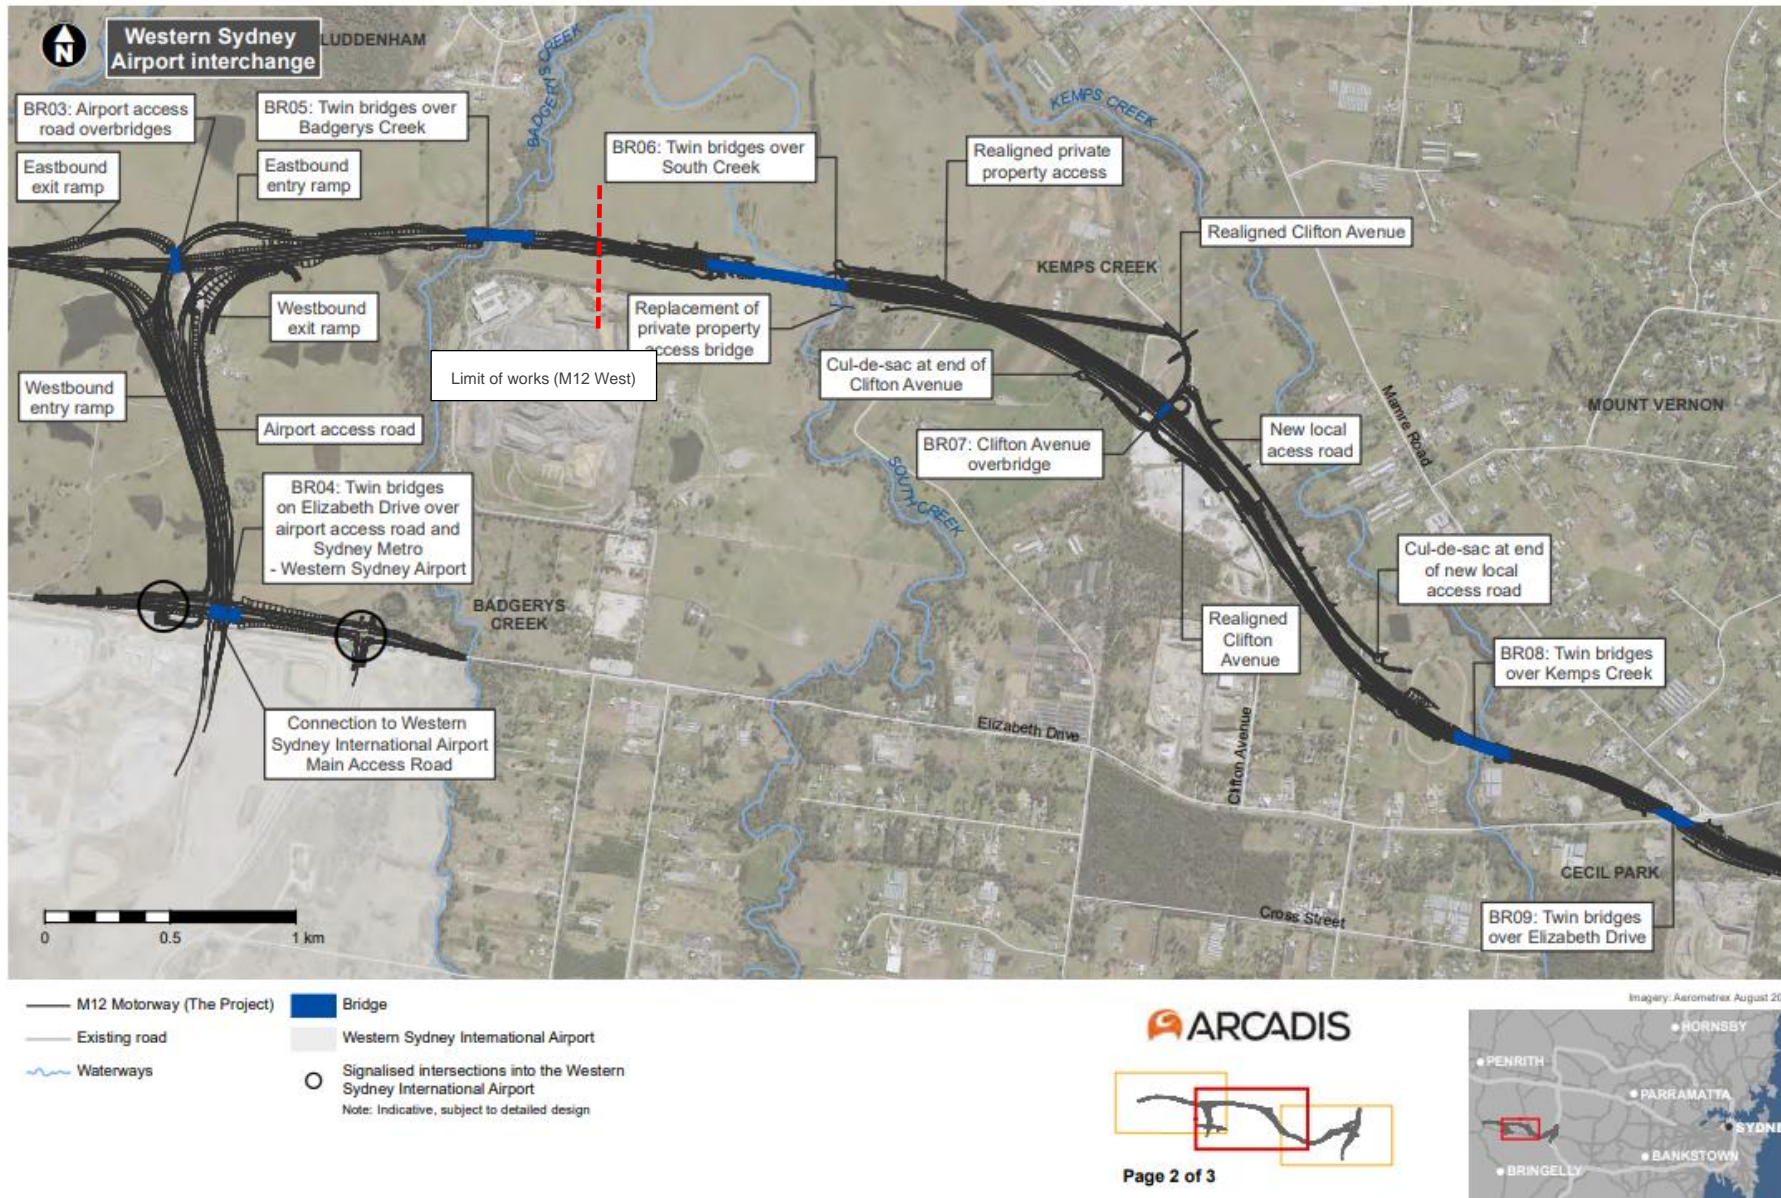 N
Western Sydney
Airport interchange
LUDDENHAM
BADGERYS CREEK
KEMPS CREEK
BR03: Airport access
road overbridges
BR05: Twin bridges over
Badgerys Creek
BR06: Twin bridges over
South Creek
Realigned private
property access
Eastbound
exit ramp
Eastbound
entry ramp
Realigned Clifton Avenue
KEMPS CREEK
Westbound
exit ramp
Replacement of
private property
access bridge
Limit of works (M12 West)
Cul-de-sac at end of
Clifton Avenue
Westbound
entry ramp
Airport access road
BR07: Clifton Avenue
overbridge
New local
acess road
Mamre Road
MOUNT VERNON
SOUTH CREEK
BR04: Twin bridges
on Elizabeth Drive over
airport access road and
Sydney Metro
- Western Sydney Airport
Cul-de-sac at end
of new local
access road
BADGERYS
CREEK
Realigned
Clifton
Avenue
BR08: Twin bridges
over Kemps Creek
Connection to Western
Sydney International Airport
Main Access Road
Elizabeth Drive
Clifton Avenue
CECIL PARK
Cross Street
BR09: Twin bridges
over Elizabeth Drive
0 0.5 1 km
M12 Motorway (The Project)
Existing road
Waterways
Bridge
Western Sydney International Airport
Signalised intersections into the Western
Sydney International Airport
Note: Indicative, subject to detailed design
ARCADIS
Page 2 of 3
Imagery: Aerometrex August 20
HORNSBY
PENRITH
PARRAMATTA
SYDNE
BANKSTOWN
BRINGELLY